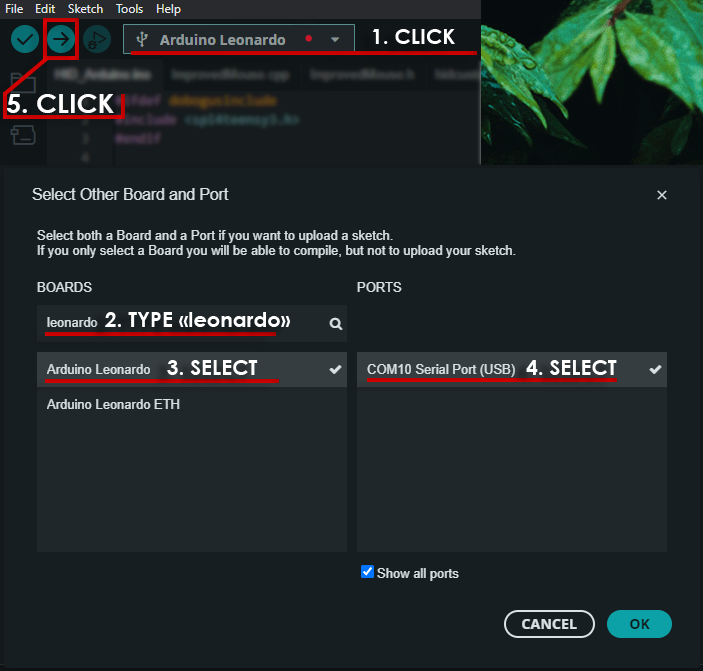 File Edit Sketch Tools Help
Arduino Leonardo 1. CLICK
HID_Arduino.ino ImprovedMouse.cpp ImprovedMouse.h
5. CLICK
#ifdef dobogusinclude
#include <spi4teensy3.h>
3 #endif
4
Select Other Board and Port
Select both a Board and a Port if you want to upload a sketch.
If you only select a Board you will be able to compile, but not to upload your sketch.
BOARDS PORTS
leonardo 2. TYPE «leonardo»
Arduino Leonardo 3. SELECT COM10 Serial Port (USB) 4. SELECT
Arduino Leonardo ETH
Show all ports
CANCEL OK